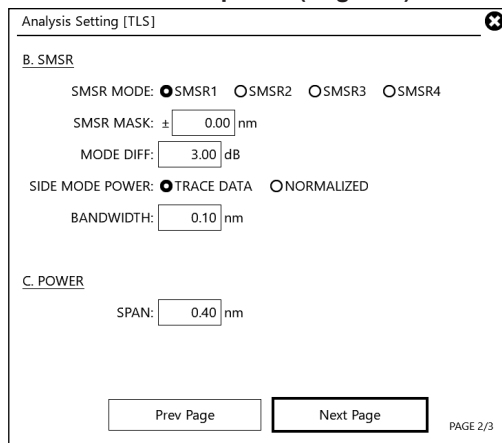 Analysis Setting [TLS]
B. SMSR
SMSR MODE: SMSR1 SMSR2 SMSR3 SMSR4
SMSR MASK: ± 0.00 nm
MODE DIFF: 3.00 dB
SIDE MODE POWER: TRACE DATA NORMALIZED
BANDWIDTH: 0.10 nm
C. POWER
SPAN: 0.40 nm
Prev Page Next Page
PAGE 2/3